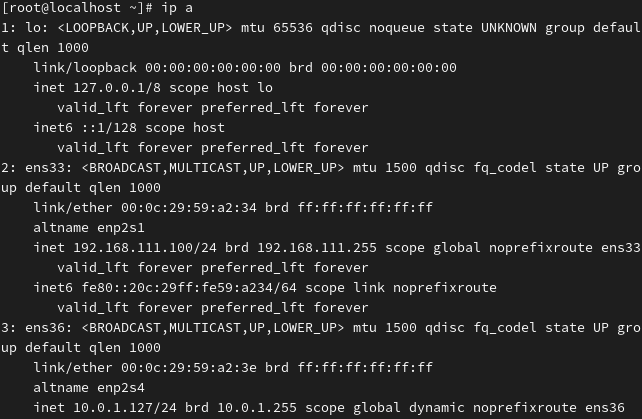 [root@localhost ~]# ip a
1: lo: <LOOPBACK,UP,LOWER_UP> mtu 65536 qdisc noqueue state UNKNOWN group defaul
t qlen 1000
    link/loopback 00:00:00:00:00:00 brd 00:00:00:00:00:00
    inet 127.0.0.1/8 scope host lo
       valid_lft forever preferred_lft forever
    inet6 ::1/128 scope host
       valid_lft forever preferred_lft forever
2: ens33: <BROADCAST,MULTICAST,UP,LOWER_UP> mtu 1500 qdisc fq_codel state UP gro
up default qlen 1000
    link/ether 00:0c:29:59:a2:34 brd ff:ff:ff:ff:ff:ff
    altname enp2s1
    inet 192.168.111.100/24 brd 192.168.111.255 scope global noprefixroute ens33
       valid_lft forever preferred_lft forever
    inet6 fe80::20c:29ff:fe59:a234/64 scope link noprefixroute
       valid_lft forever preferred_lft forever
3: ens36: <BROADCAST,MULTICAST,UP,LOWER_UP> mtu 1500 qdisc fq_codel state UP gro
up default qlen 1000
    link/ether 00:0c:29:59:a2:3e brd ff:ff:ff:ff:ff:ff
    altname enp2s4
    inet 10.0.1.127/24 brd 10.0.1.255 scope global dynamic noprefixroute ens36